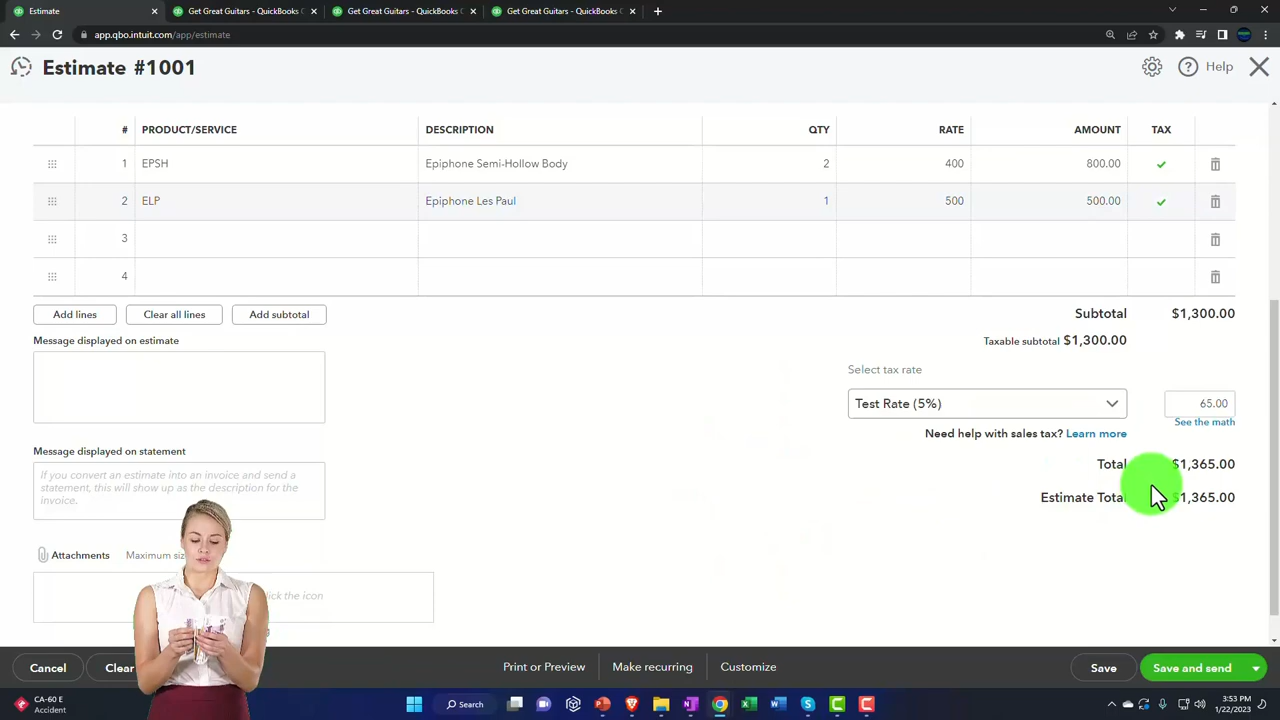 Estimate
Get Great Guitars - QuickBooks
Get Great Guitars - QuickBooks
Get Great Guitars - QuickBooks
app.qbo.intuit.com/app/estimate
Estimate #1001
Help
# PRODUCT/SERVICE DESCRIPTION QTY RATE AMOUNT TAX
1 EPSH Epiphone Semi-Hollow Body 2 400 800.00
2 ELP Epiphone Les Paul 1 500 500.00
3
4
Add lines Clear all lines Add subtotal
Subtotal $1,300.00
Message displayed on estimate
Taxable subtotal $1,300.00
Select tax rate
Test Rate (5%) 65.00
See the math
Need help with sales tax? Learn more
Message displayed on statement
Total $1,365.00
If you convert an estimate into an invoice and send a
statement, this will show up as the description for the
invoice.
Estimate Total $1,365.00
Attachments Maximum
click the icon
Cancel Clear Print or Preview Make recurring Customize Save Save and send
CA-60 E
Accident
Search
3:53 PM
1/22/2023